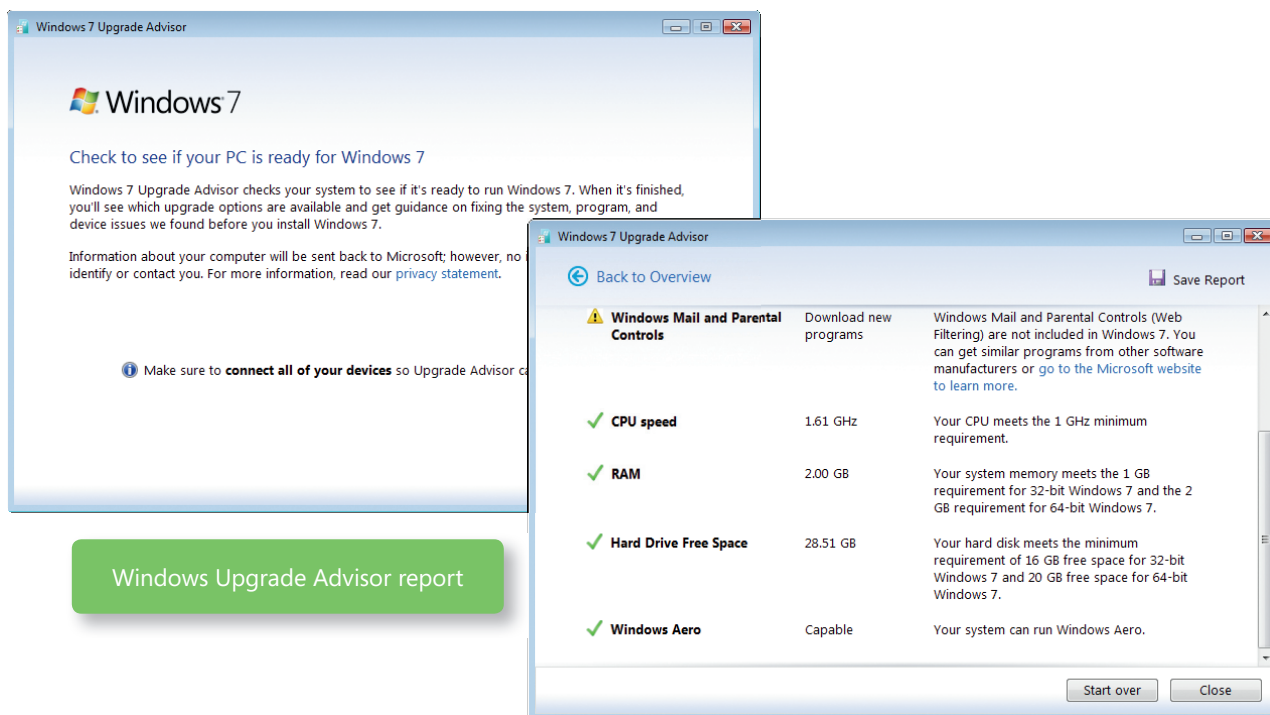 Windows 7 Upgrade Advisor
Windows 7
Check to see if your PC is ready for Windows 7
Windows 7 Upgrade Advisor checks your system to see if it's ready to run Windows 7. When it's finished,
you'll see which upgrade options are available and get guidance on fixing the system, program, and
device issues we found before you install Windows 7.
Information about your computer will be sent back to Microsoft; however, no
identify or contact you. For more information, read our privacy statement.
Make sure to connect all of your devices so Upgrade Advisor
Windows Upgrade Advisor report
Windows 7 Upgrade Advisor
Back to Overview
Save Report
Windows Mail and Parental
Controls
Download new
programs
Windows Mail and Parental Controls (Web
Filtering) are not included in Windows 7. You
can get similar programs from other software
manufacturers or go to the Microsoft website
to learn more.
CPU speed
1.61 GHz
Your CPU meets the 1 GHz minimum
requirement.
RAM
2.00 GB
Your system memory meets the 1 GB
requirement for 32-bit Windows 7 and the 2
GB requirement for 64-bit Windows 7.
Hard Drive Free Space
28.51 GB
Your hard disk meets the minimum
requirement of 16 GB free space for 32-bit
Windows 7 and 20 GB free space for 64-bit
Windows 7.
Windows Aero
Capable
Your system can run Windows Aero.
Start over
Close